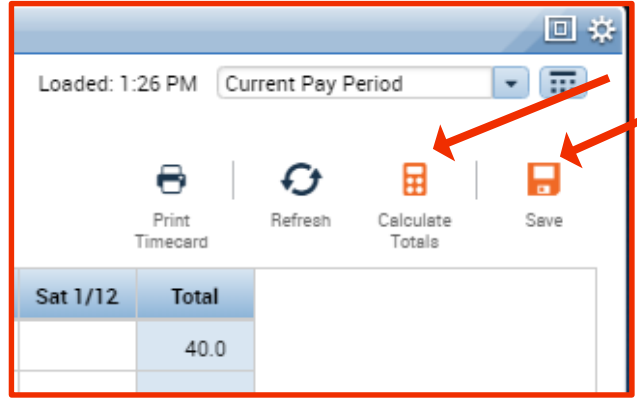 Loaded: 1:26 PM Current Pay Period
Print Timecard
Refresh
Calculate Totals
Save
Sat 1/12 Total
40.0